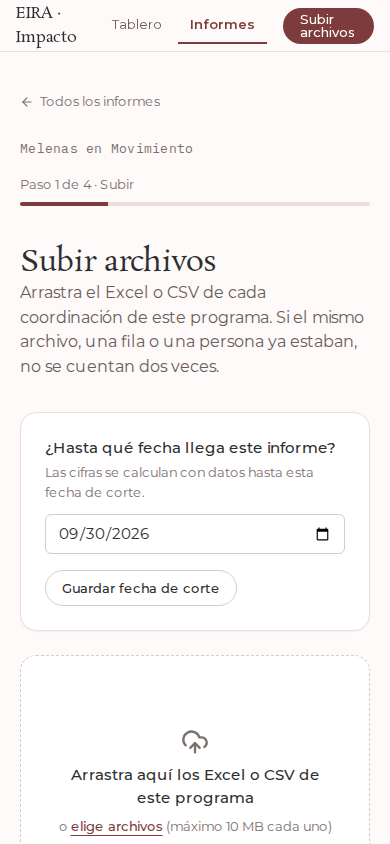 EIRA ·
Impacto
Tablero
Informes
Subir
archivos
← Todos los informes
Melenas en Movimiento
Paso 1 de 4 · Subir
Subir archivos
Arrastra el Excel o CSV de cada
coordinación de este programa. Si el mismo
archivo, una fila o una persona ya estaban,
no se cuentan dos veces.
¿Hasta qué fecha llega este informe?
Las cifras se calculan con datos hasta esta
fecha de corte.
09/30/2026
Guardar fecha de corte
Arrastra aquí los Excel o CSV de
este programa
o elige archivos (máximo 10 MB cada uno)